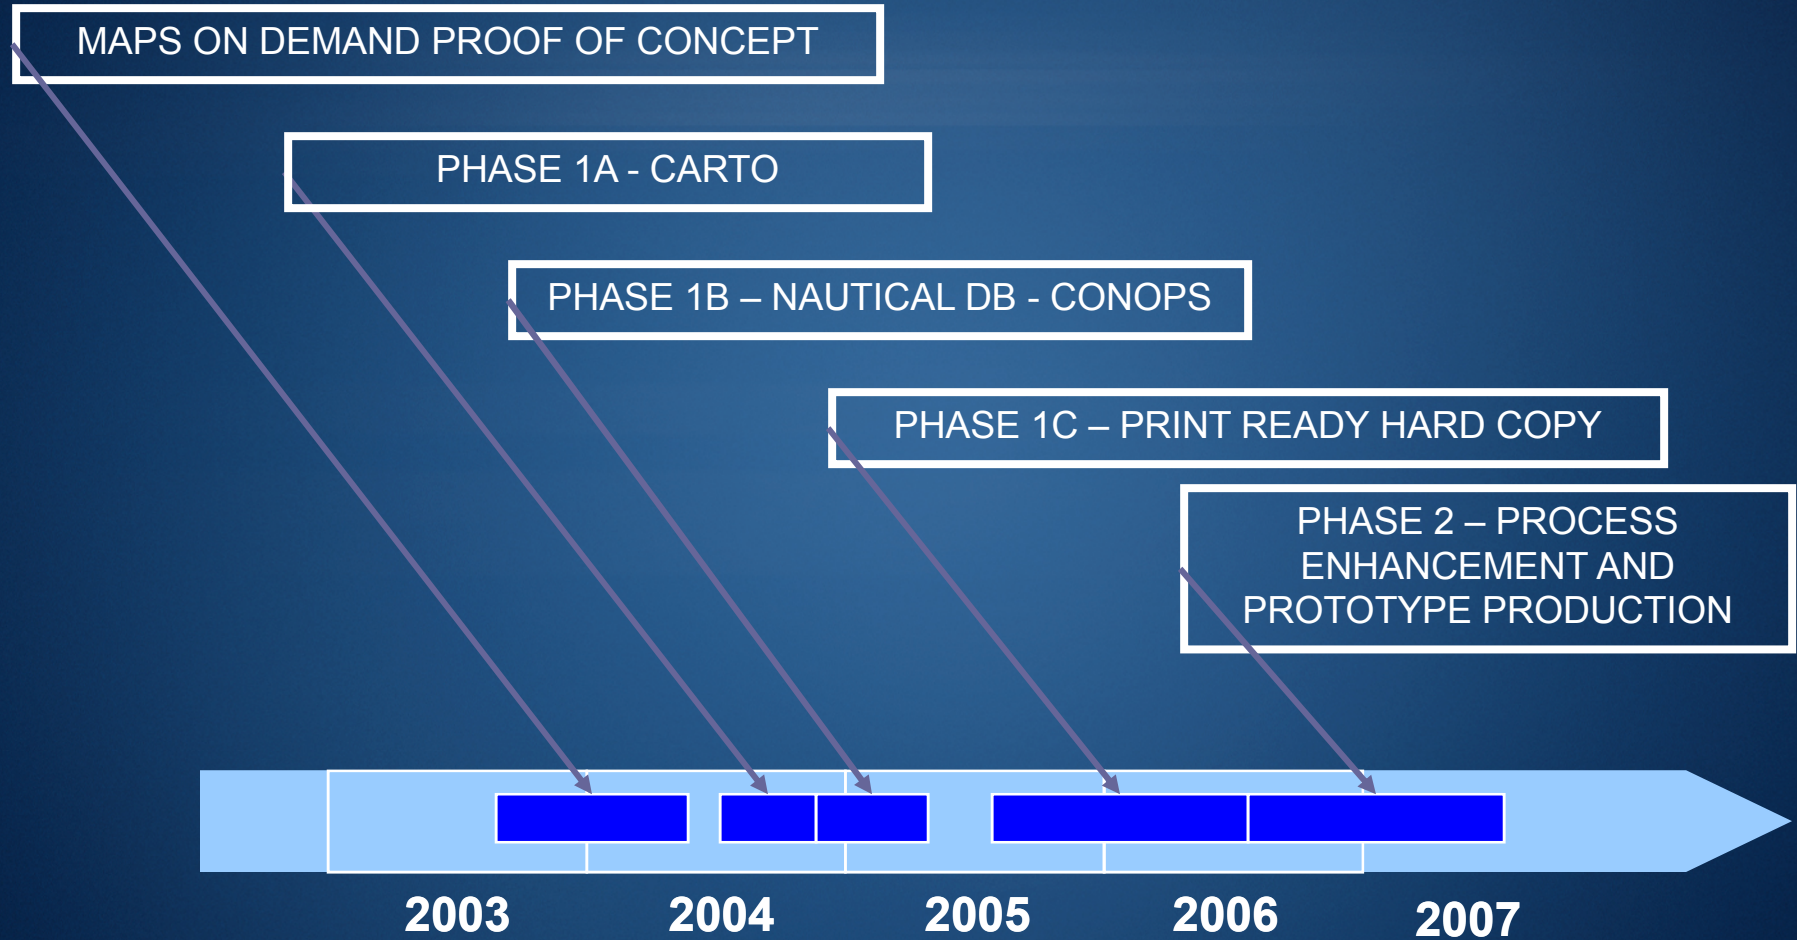 MAPS ON DEMAND PROOF OF CONCEPT
PHASE 1A - CARTO
PHASE 1B – NAUTICAL DB - CONOPS
PHASE 1C – PRINT READY HARD COPY
PHASE 2 – PROCESS
ENHANCEMENT AND
PROTOTYPE PRODUCTION
2003 2004 2005 2006 2007